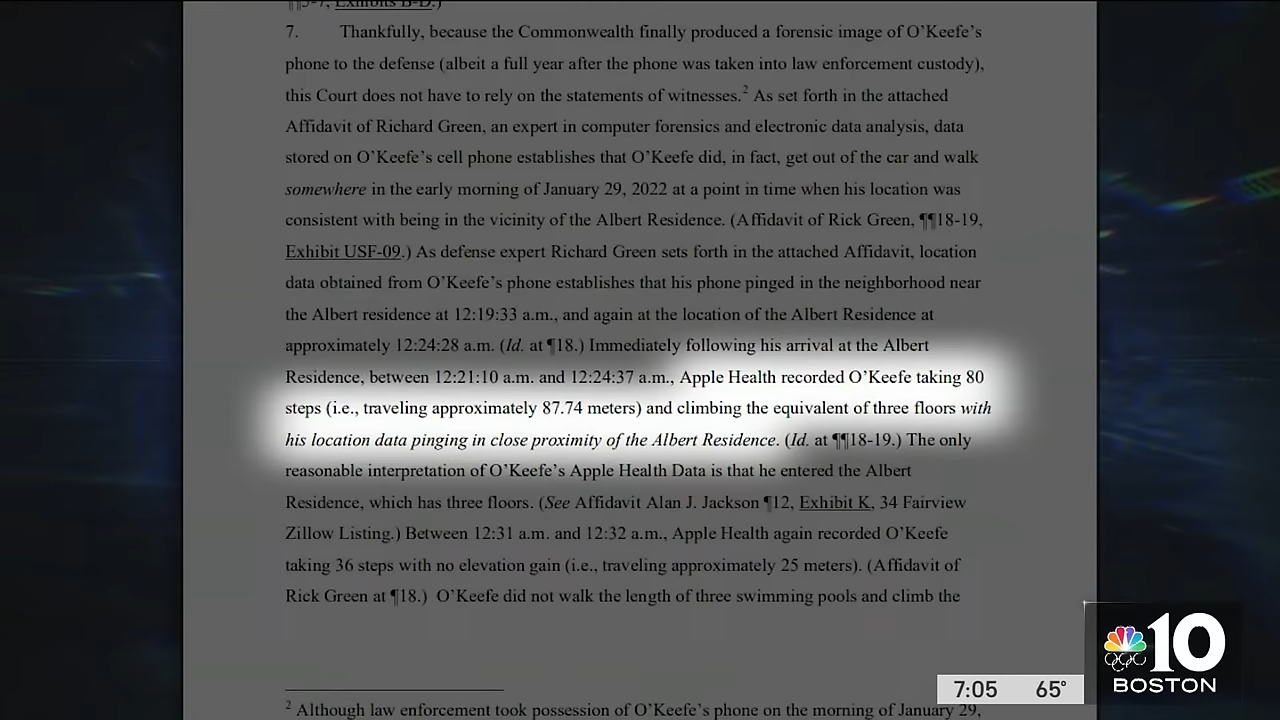 ¶¶5-7, Exhibits B-D.)
7. Thankfully, because the Commonwealth finally produced a forensic image of O’Keefe’s
phone to the defense (albeit a full year after the phone was taken into law enforcement custody),
this Court does not have to rely on the statements of witnesses.2 As set forth in the attached
Affidavit of Richard Green, an expert in computer forensics and electronic data analysis, data
stored on O’Keefe’s cell phone establishes that O’Keefe did, in fact, get out of the car and walk
somewhere in the early morning of January 29, 2022 at a point in time when his location was
consistent with being in the vicinity of the Albert Residence. (Affidavit of Rick Green, ¶¶18-19,
Exhibit USF-09.) As defense expert Richard Green sets forth in the attached Affidavit, location
data obtained from O’Keefe’s phone establishes that his phone pinged in the neighborhood near
the Albert residence at 12:19:33 a.m., and again at the location of the Albert Residence at
approximately 12:24:28 a.m. (Id. at ¶18.) Immediately following his arrival at the Albert
Residence, between 12:21:10 a.m. and 12:24:37 a.m., Apple Health recorded O’Keefe taking 80
steps (i.e., traveling approximately 87.74 meters) and climbing the equivalent of three floors with
his location data pinging in close proximity of the Albert Residence. (Id. at ¶¶18-19.) The only
reasonable interpretation of O’Keefe’s Apple Health Data is that he entered the Albert
Residence, which has three floors. (See Affidavit Alan J. Jackson ¶12, Exhibit K, 34 Fairview
Zillow Listing.) Between 12:31 a.m. and 12:32 a.m., Apple Health again recorded O’Keefe
taking 36 steps with no elevation gain (i.e., traveling approximately 25 meters). (Affidavit of
Rick Green at ¶18.) O’Keefe did not walk the length of three swimming pools and climb the
2 Although law enforcement took possession of O’Keefe’s phone on the morning of January 29,
7:05 65°
10
BOSTON